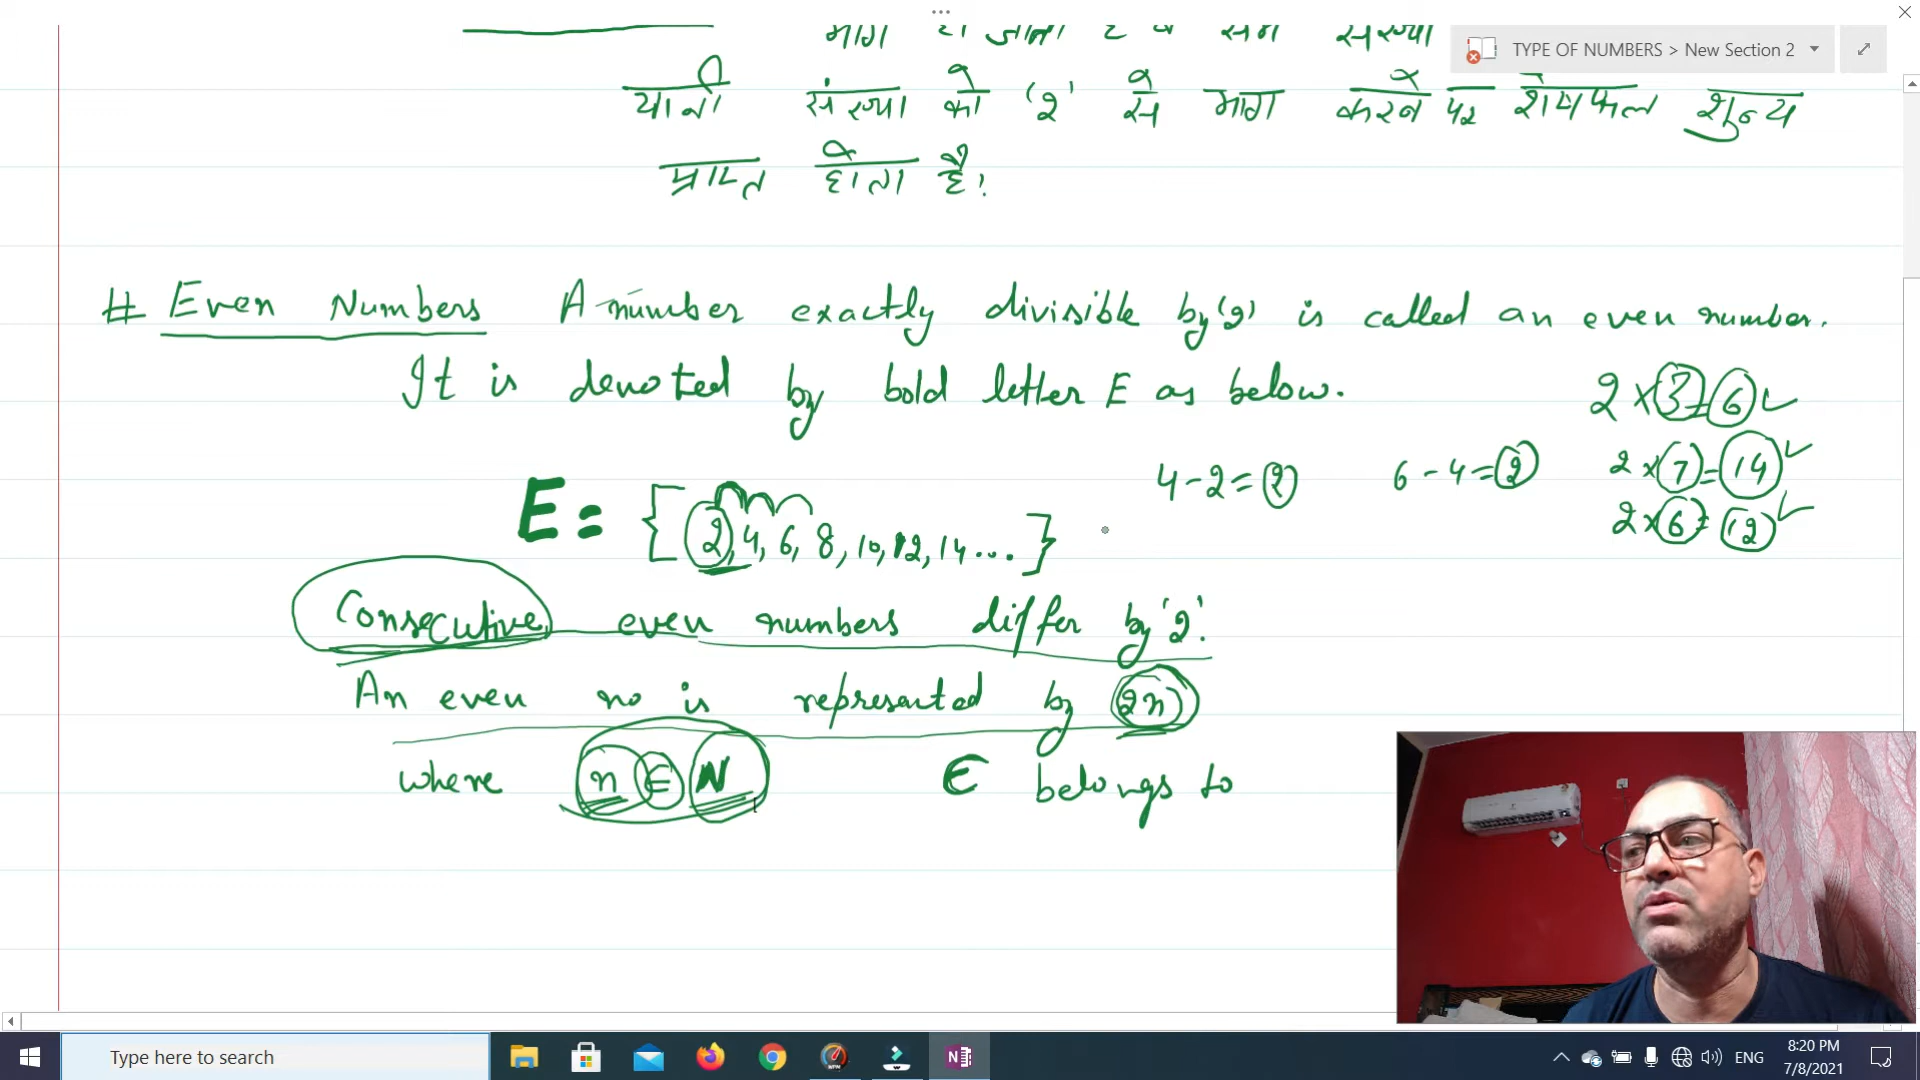 TYPE OF NUMBERS > New Section 2
यानी संख्या को '2' से भाग करने पर शेषफल शून्य
प्राप्त होता है।
# Even Numbers A number exactly divisible by '2' is called an even number.
It is denoted by bold letter E as below.
2 × 3 = 6 ✓
4 - 2 = 2 6 - 4 = 2 2 × 7 = 14 ✓
2 × 6 = 12 ✓
E = { 2, 4, 6, 8, 10, 12, 14 ... }
Consecutive even numbers differ by '2'.
An even no is represented by 2n
where n ∈ N ∈ belongs to
Type here to search
ENG
8:20 PM
7/8/2021